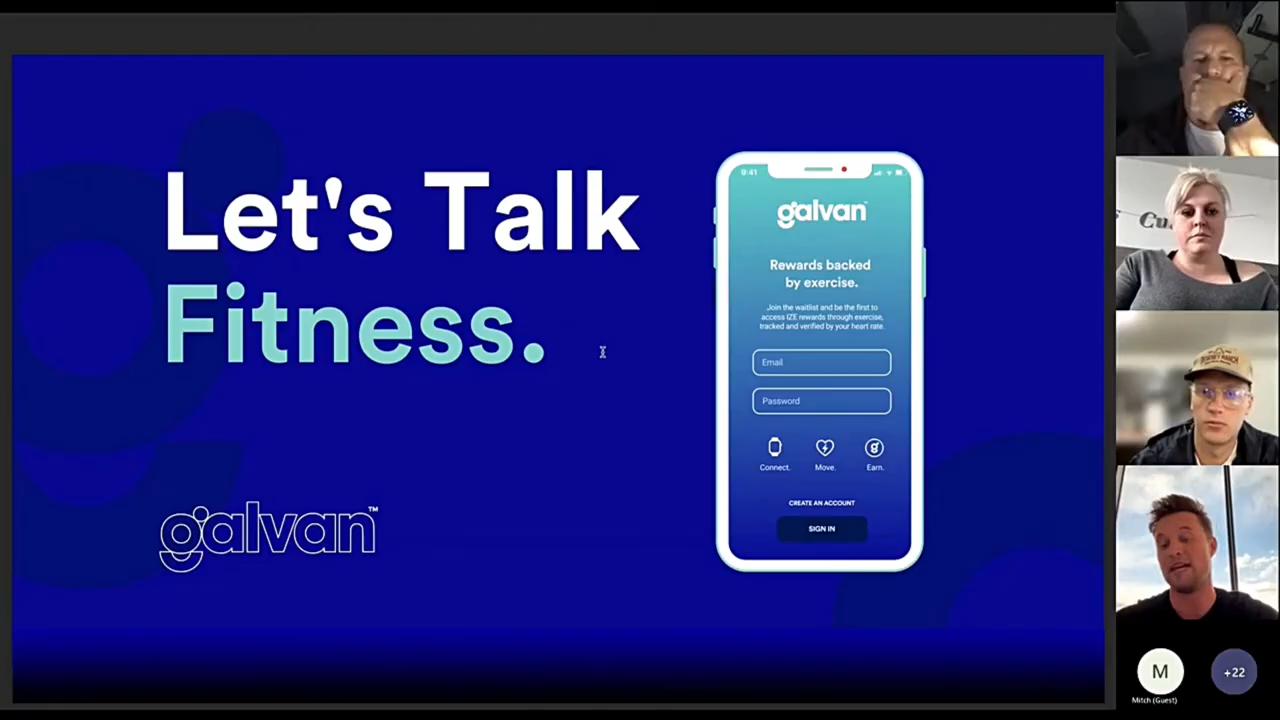 Let's Talk
Fitness.
galvan™
9:41
galvan
Rewards backed
by exercise.
Join the waitlist and be the first to
access IZE rewards through exercise,
tracked and verified by your heart rate.
Email
Password
Connect.
Move.
Earn.
CREATE AN ACCOUNT
SIGN IN
M
+22
Mitch (Guest)